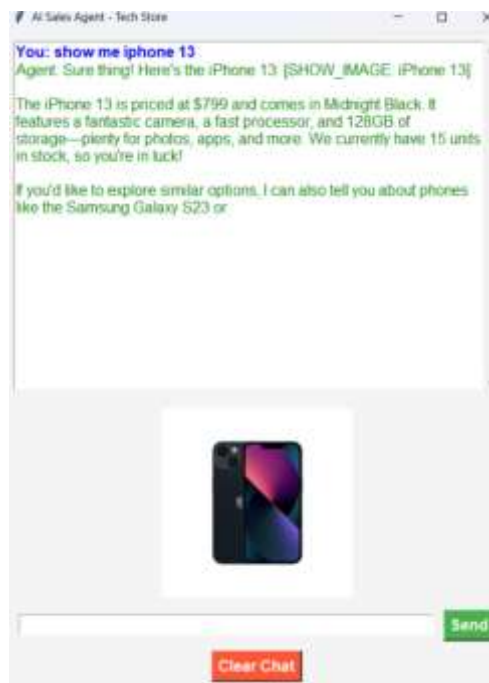 AI Sales Agent - Tech Store
You: show me iphone 13
Agent: Sure thing! Here's the iPhone 13. [SHOW_IMAGE: iPhone 13]
The iPhone 13 is priced at $799 and comes in Midnight Black. It
features a fantastic camera, a fast processor, and 128GB of
storage—plenty for photos, apps, and more. We currently have 15 units
in stock, so you're in luck!
If you'd like to explore similar options, I can also tell you about phones
like the Samsung Galaxy S23 or
Send
Clear Chat